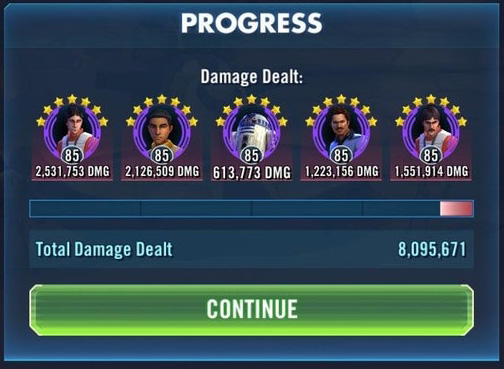 PROGRESS
Damage Dealt:
85 85 85 85 85
2,531,753 DMG 2,126,509 DMG 613,773 DMG 1,223,156 DMG 1,551,914 DMG
Total Damage Dealt 8,095,671
CONTINUE